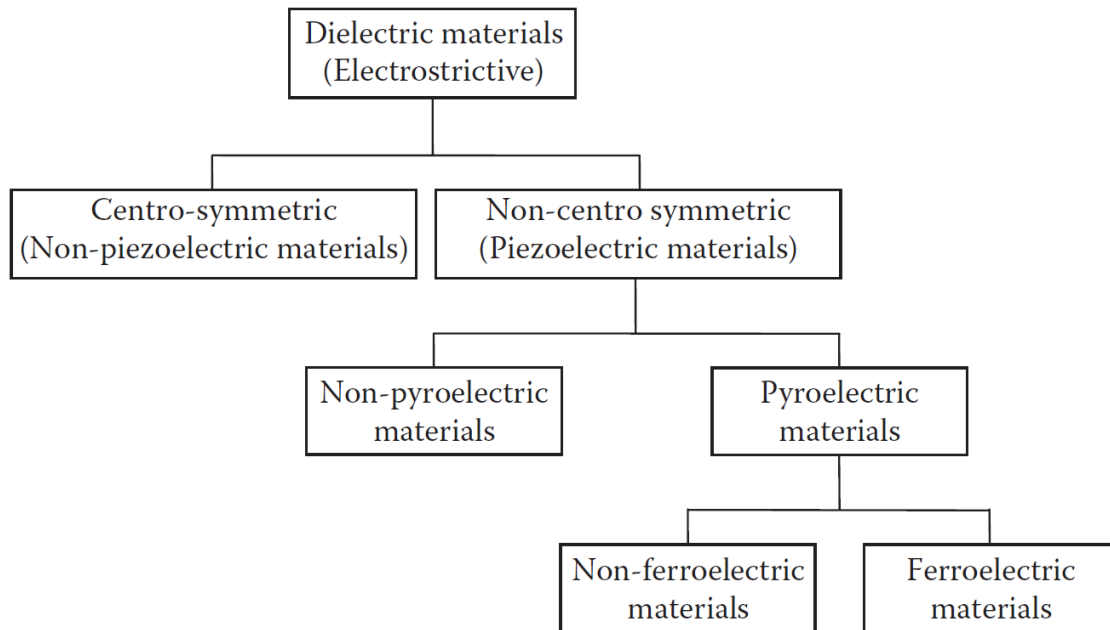 Dielectric materials
(Electrostrictive)
Centro-symmetric
(Non-piezoelectric materials)
Non-centro symmetric
(Piezoelectric materials)
Non-pyroelectric
materials
Pyroelectric
materials
Non-ferroelectric
materials
Ferroelectric
materials